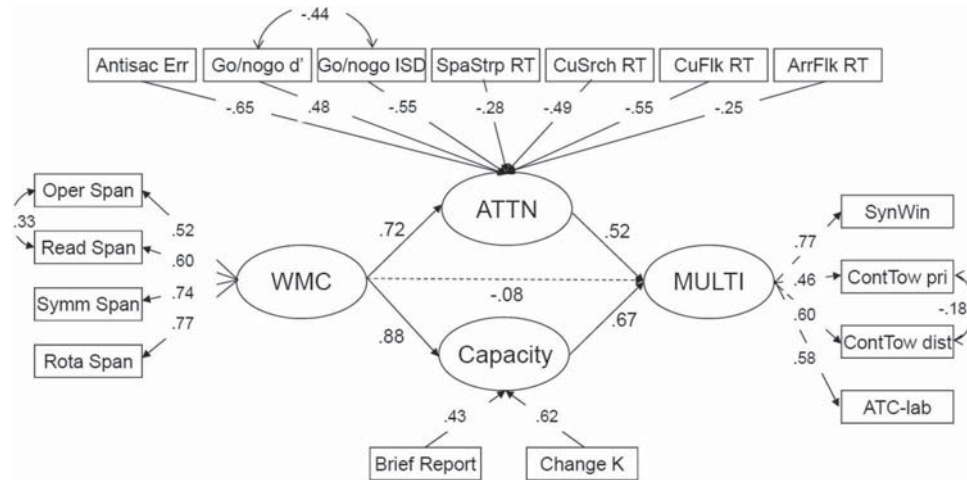 -.44
Antisac Err Go/nogo d' Go/nogo ISD SpaStrp RT CuSrch RT CuFlk RT ArrFlk RT
-.65 .48 -.55 -.28 -.49 -.55 -.25
Oper Span
.33
Read Span
Symm Span
Rota Span
.52
.60
.74
.77
WMC
.72
ATTN
.52
-.08
.88
Capacity
.67
MULTI
.43
.62
Brief Report
Change K
.77
.46
.60
.58
SynWin
ContTow pri
-.18
ContTow dist
ATC-lab